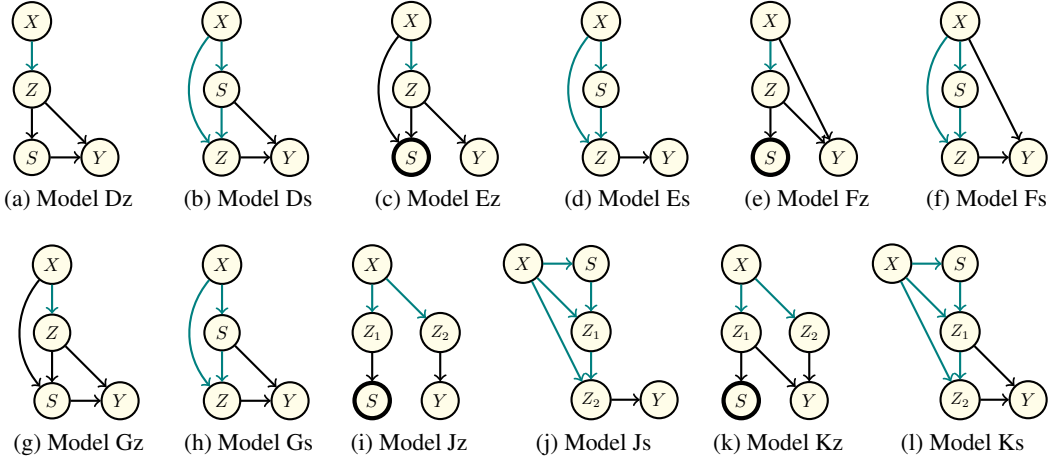 X X X X X X
Z S Z S Z S
S Y Z Y S Y Z Y S Y Z Y
(a) Model Dz (b) Model Ds (c) Model Ez (d) Model Es (e) Model Fz (f) Model Fs
X X X X S X X S
Z S Z₁ Z₂ Z₁ Z₁ Z₂ Z₁
S Y Z Y S Y Z₂ Y S Y Z₂ Y
(g) Model Gz (h) Model Gs (i) Model Jz (j) Model Js (k) Model Kz (l) Model Ks